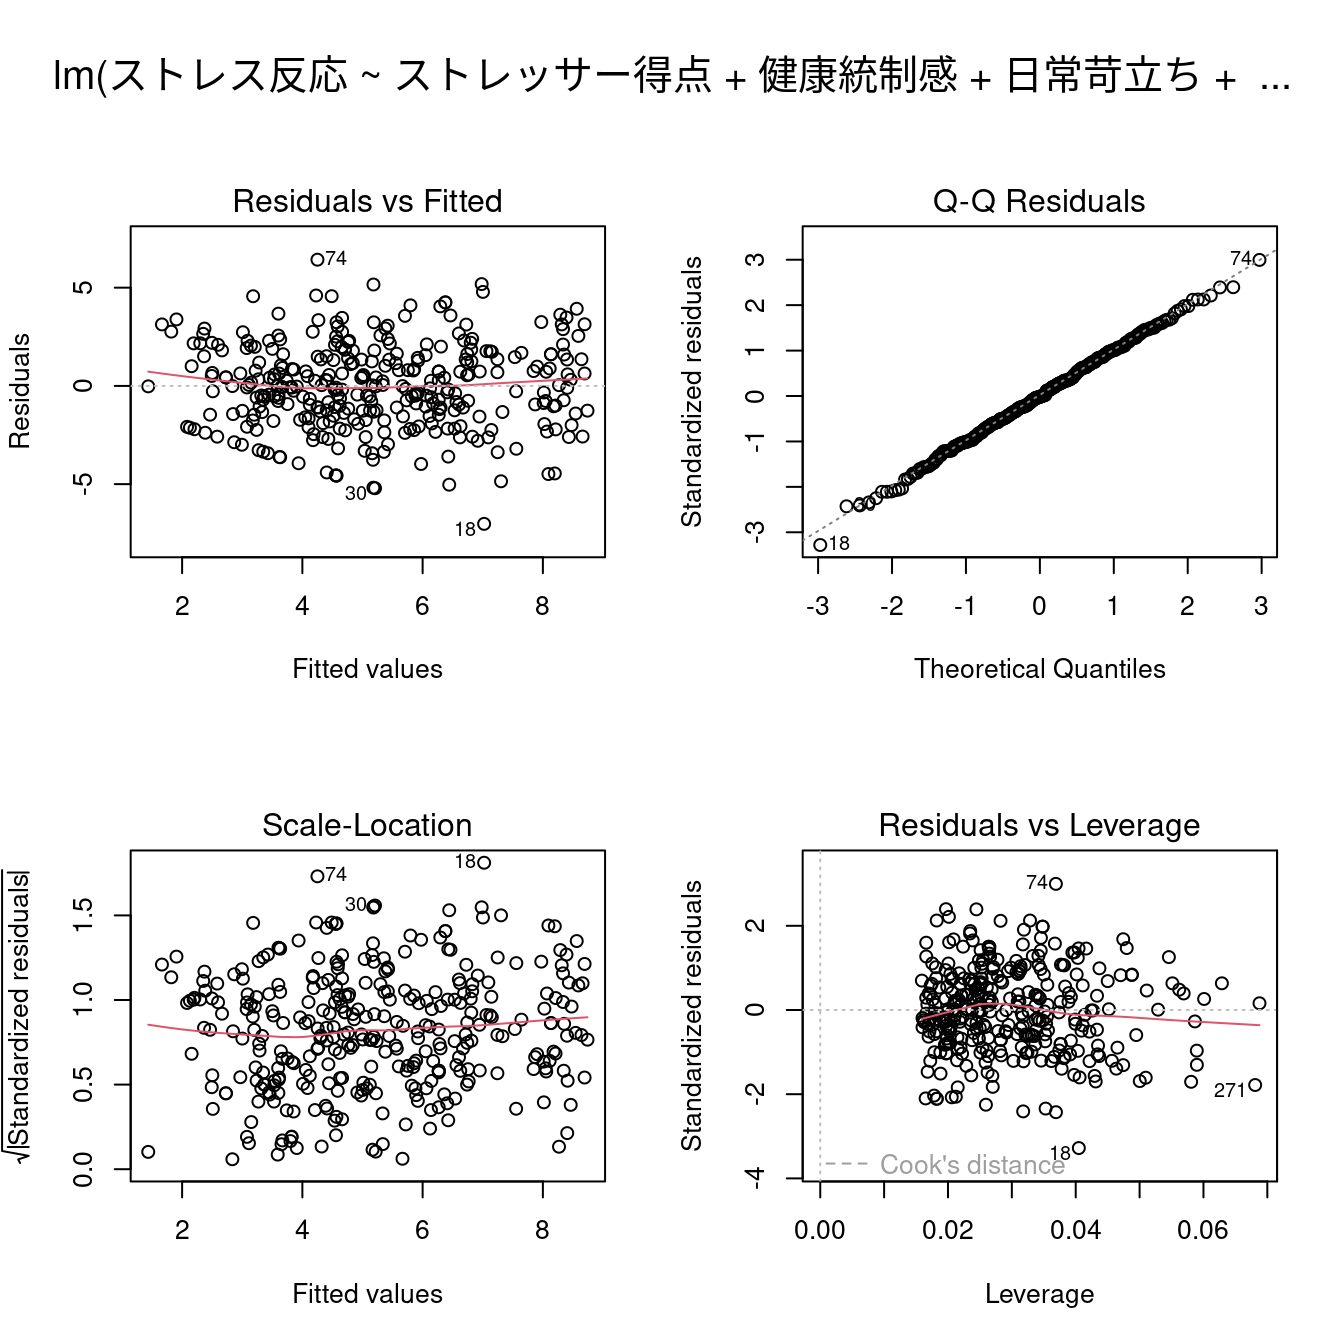 lm(ストレス反応 ~ ストレッサー得点 + 健康統制感 + 日常苛立ち + ...
Residuals vs Fitted
Residuals
5
0
-5
74
30
18
2 4 6 8
Fitted values
Q-Q Residuals
Standardized residuals
3
2
1
0
-1
-3
74
18
-3 -2 -1 0 1 2 3
Theoretical Quantiles
Scale-Location
√|Standardized residuals|
1.5
1.0
0.5
0.0
74
18
30
2 4 6 8
Fitted values
Residuals vs Leverage
Standardized residuals
2
0
-2
-4
74
271
18
Cook's distance
0.00 0.02 0.04 0.06
Leverage